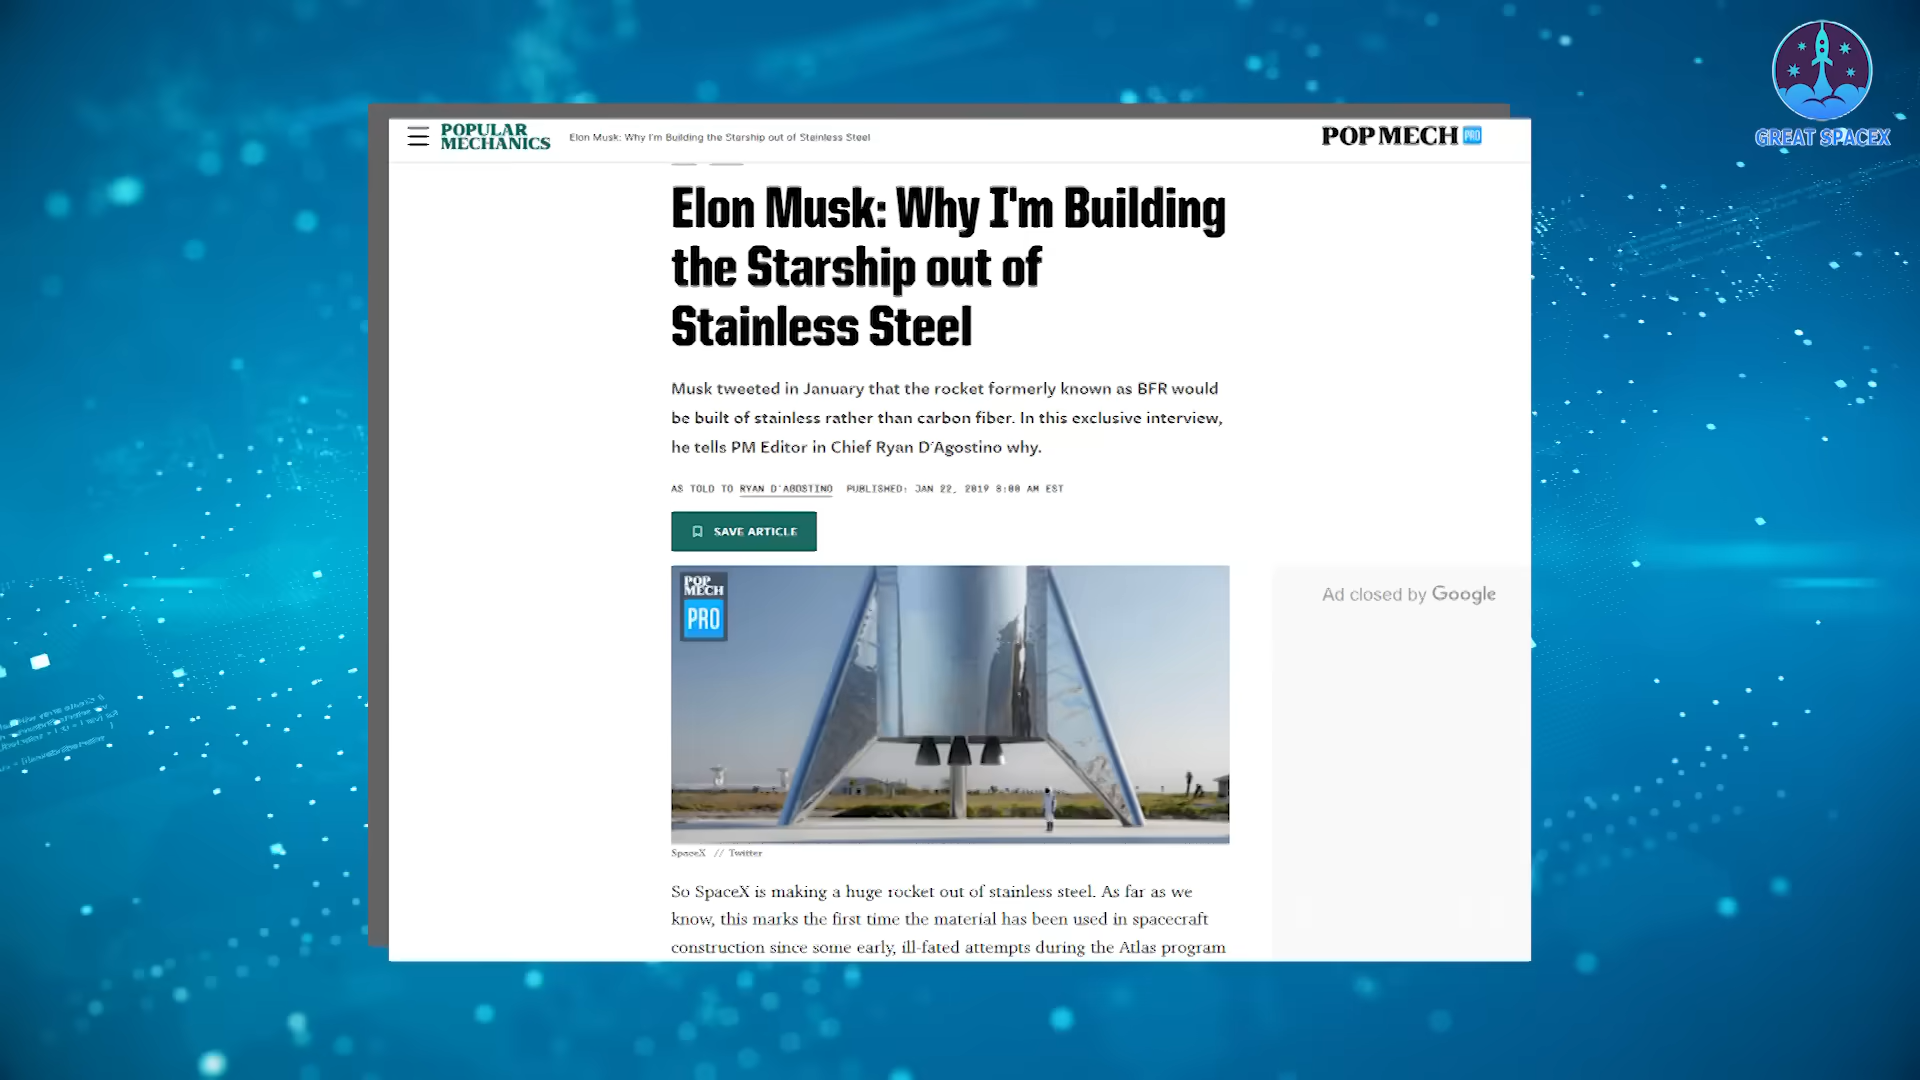 GREAT SPACEX
POPULAR
MECHANICS
Elon Musk: Why I'm Building the Starship out of Stainless Steel
POP MECH PRO
Elon Musk: Why I'm Building
the Starship out of
Stainless Steel
Musk tweeted in January that the rocket formerly known as BFR would
be built of stainless rather than carbon fiber. In this exclusive interview,
he tells PM Editor in Chief Ryan D'Agostino why.
AS TOLD TO RYAN D'AGOSTINO PUBLISHED: JAN 22, 2019 8:00 AM EST
SAVE ARTICLE
POP
MECH
PRO
Ad closed by Google
SpaceX // Twitter
So SpaceX is making a huge rocket out of stainless steel. As far as we
know, this marks the first time the material has been used in spacecraft
construction since some early, ill-fated attempts during the Atlas program